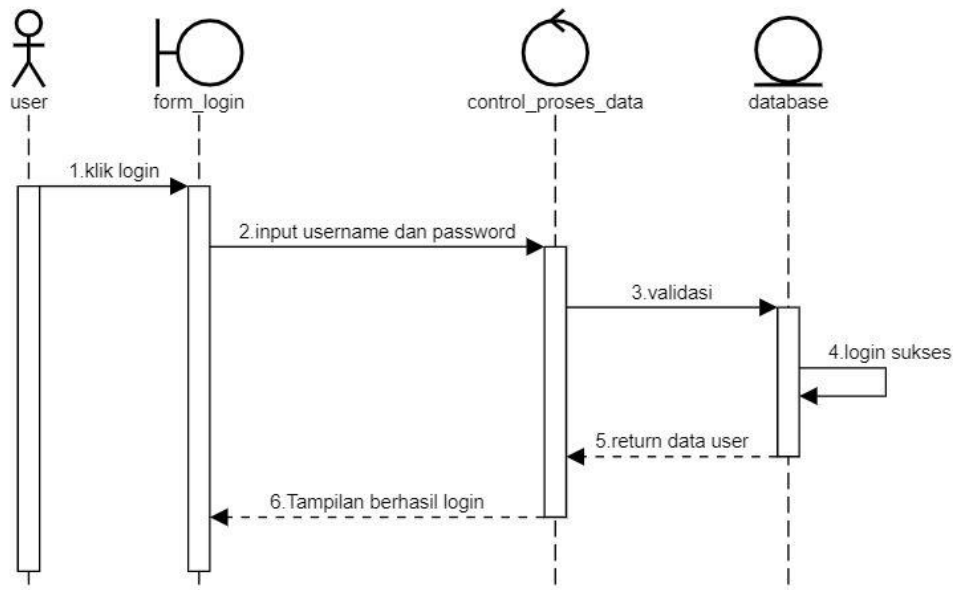 user
form_login
control_proses_data
database
1.klik login
2.input username dan password
3.validasi
4.login sukses
5.return data user
6.Tampilan berhasil login